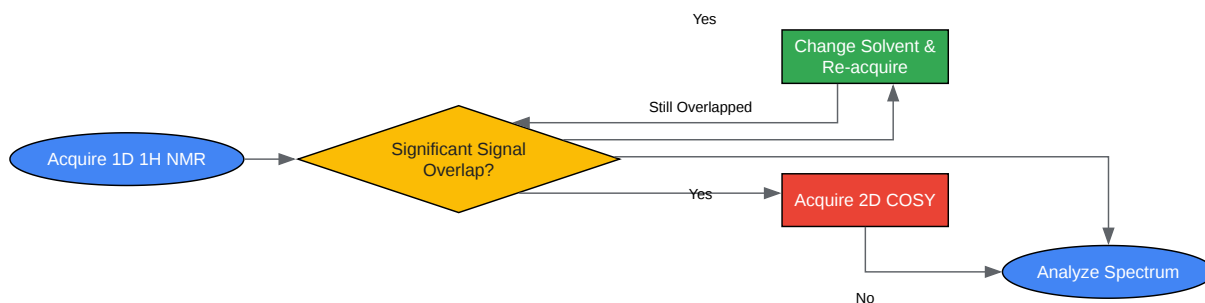 Yes
Change Solvent &
Re-acquire
Still Overlapped
Acquire 1D 1H NMR
Significant Signal
Overlap?
Yes
Acquire 2D COSY
Analyze Spectrum
No